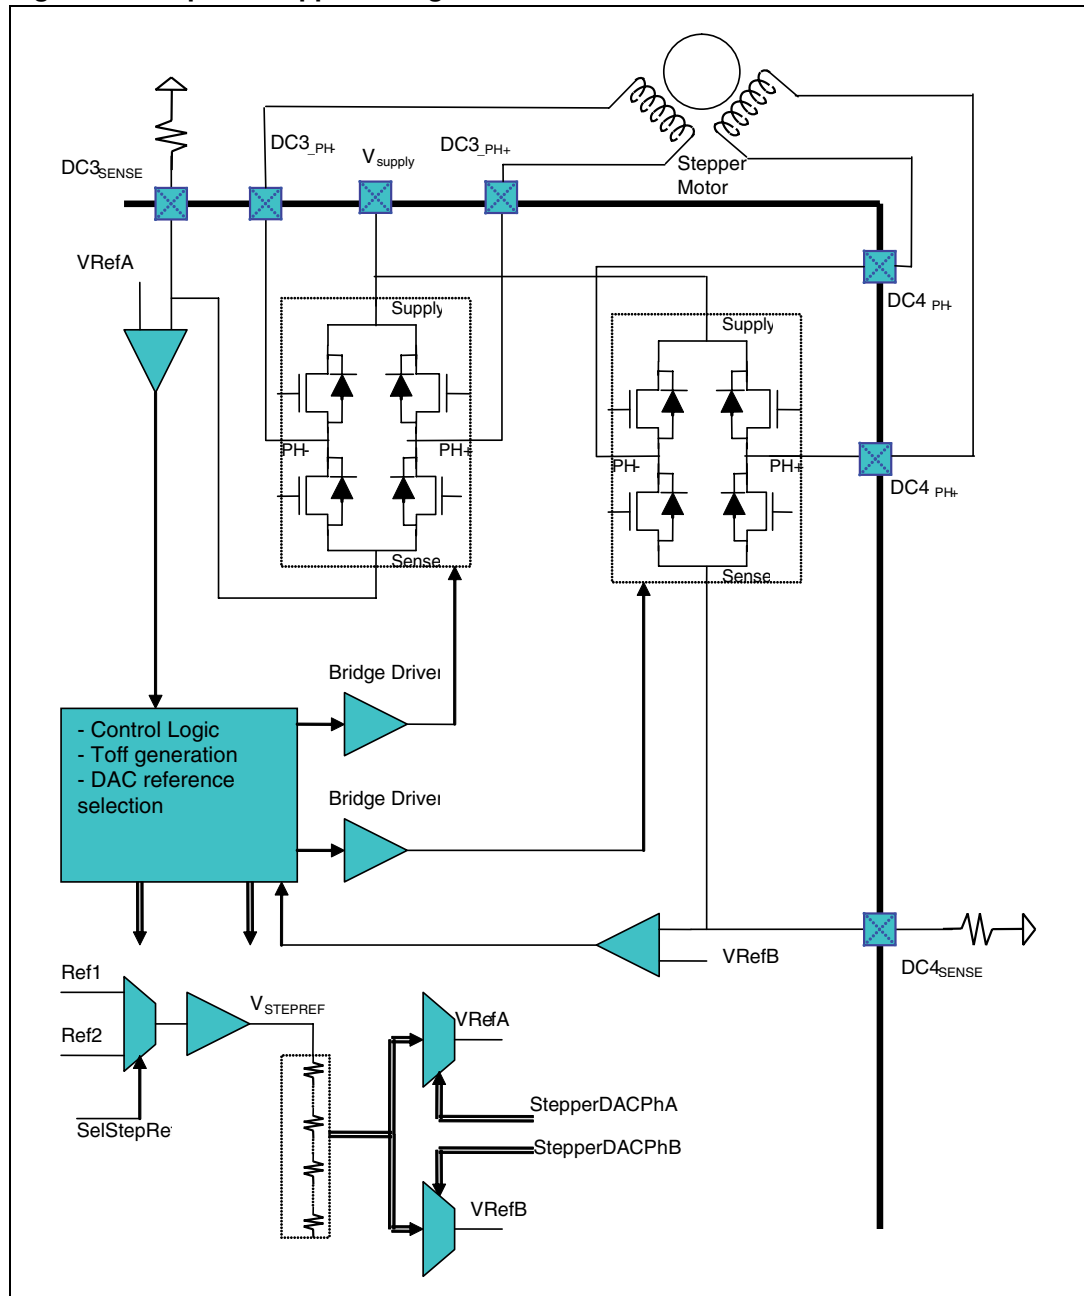 DC3_PH-
DC3_PH+
Vsupply
DC3SENSE
Stepper
Motor
VRefA
DC4 PH-
Supply
Supply
PH-
PH+
PH-
PH+
DC4 PH+
Sense
Sense
Bridge Driver
- Control Logic
- Toff generation
- DAC reference
selection
Bridge Driver
VRefB
DC4SENSE
Ref1
VSTEPREF
VRefA
Ref2
StepperDACPhA
SelStepRe
StepperDACPhB
VRefB